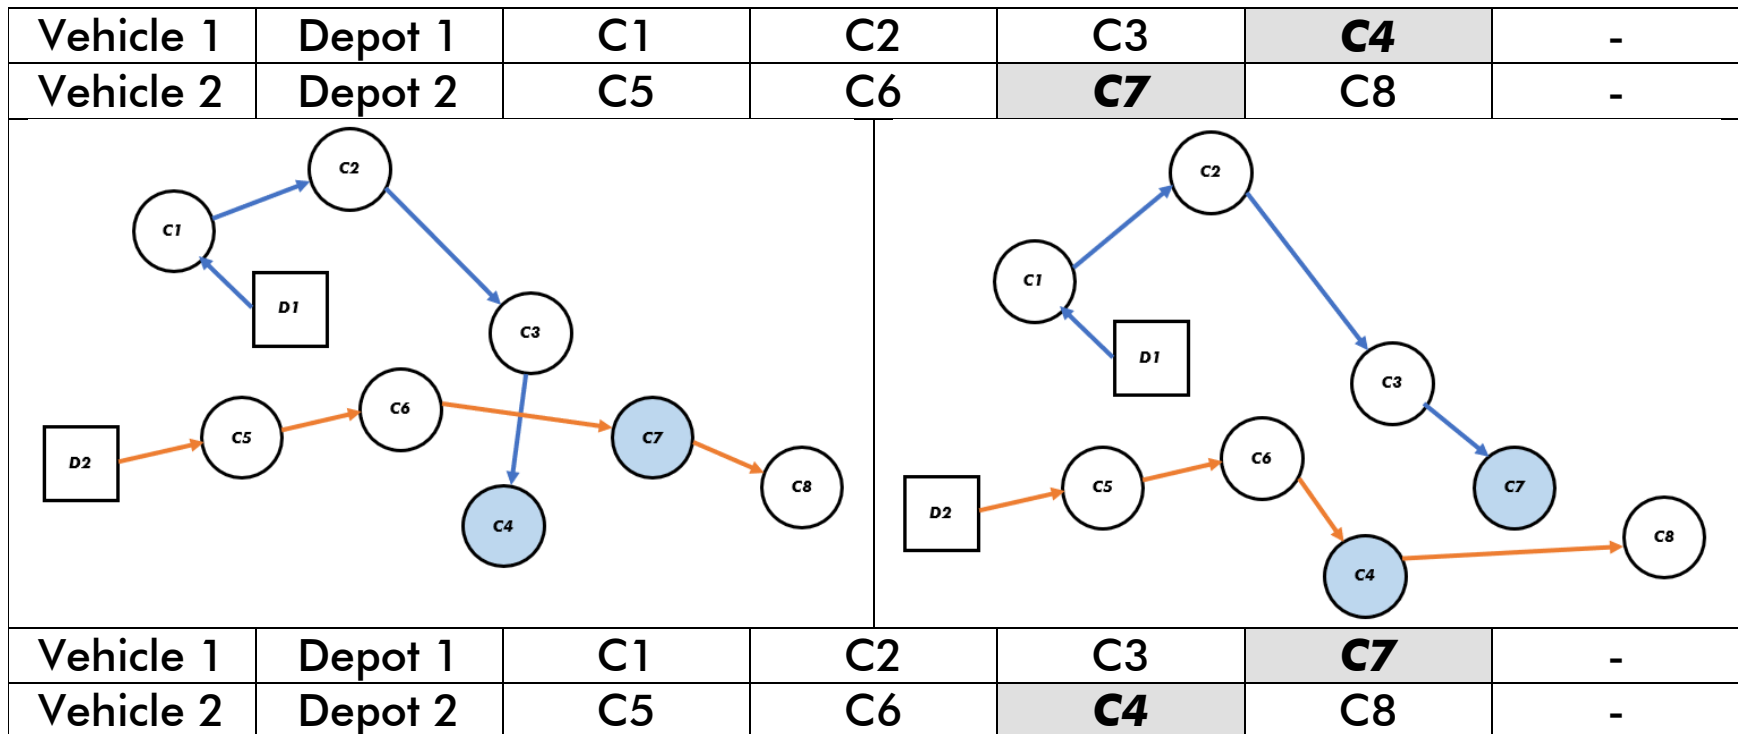 Vehicle 1 Depot 1 C1 C2 C3 C4 -
Vehicle 2 Depot 2 C5 C6 C7 C8 -
C2
C1
D1
C3
C6
C5
C7
D2
C8
C4
C2
C1
D1
C3
C6
C5
C7
D2
C8
C4
Vehicle 1 Depot 1 C1 C2 C3 C7 -
Vehicle 2 Depot 2 C5 C6 C4 C8 -